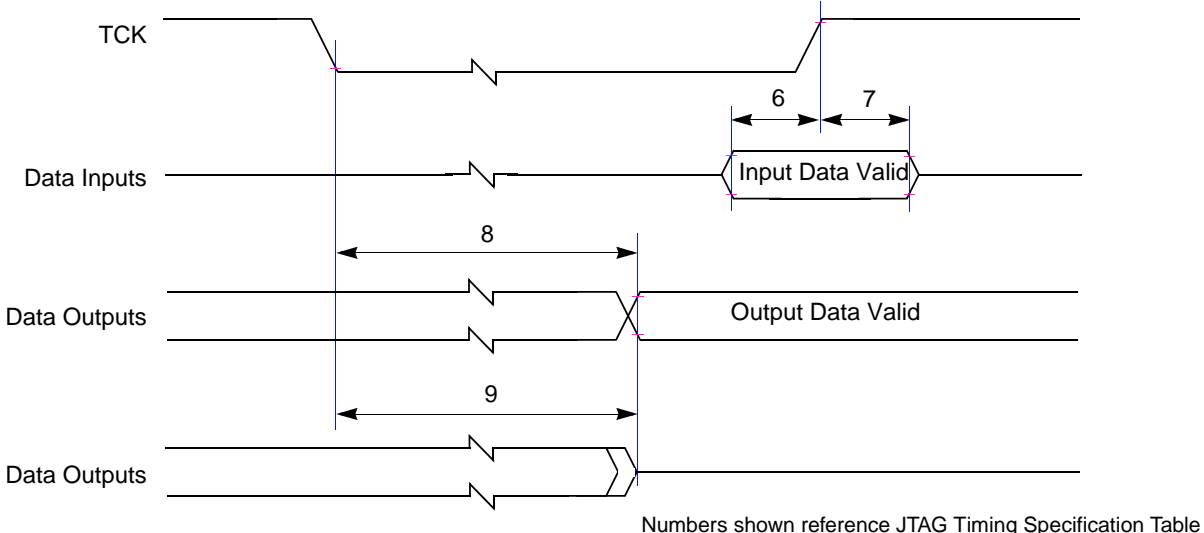 TCK
6
7
Data Inputs
Input Data Valid
8
Data Outputs
Output Data Valid
9
Data Outputs
Numbers shown reference JTAG Timing Specification Table